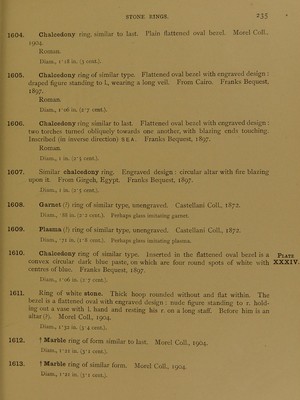 STONE RINGS. 235
1604. Chalcedony ring, similar to last. Plain flattened oval bezel. Morel Coll.,
1904.
Roman.
Diam., 1·18 in. (3 cent.).
1605. Chalcedony ring of similar type. Flattened oval bezel with engraved design:
draped figure standing to l., wearing a long veil. From Cairo. Franks Bequest,
1897.
Roman.
Diam., 1·06 in. (2·7 cent.).
1606. Chalcedony ring similar to last. Flattened oval bezel with engraved design:
two torches turned obliquely towards one another, with blazing ends touching.
Inscribed (in inverse direction) ΒΕΑ. Franks Bequest, 1897.
Roman.
Diam., 1 in. (2·5 cent.).
1607. Similar chalcedony ring. Engraved design: circular altar with fire blazing
upon it. From Gizeh, Egypt. Franks Bequest, 1897.
Diam., 1 in. (2·5 cent.).
1608. Garnet (?) ring of similar type, unengraved. Castellani Coll., 1872.
Diam., ·88 in. (2·2 cent.). Perhaps glass imitating garnet.
1609. Plasma (?) ring of similar type, unengraved. Castellani Coll., 1872.
Diam., ·71 in. (1·8 cent.). Perhaps glass imitating plasma.
1610. Chalcedony ring of similar type. Inserted in the flattened oval bezel is a
convex circular dark blue paste, on which are four round spots of white with
centres of blue. Franks Bequest, 1897.
Diam., 1·06 in. (2·7 cent.).
PLATE
XXXIV.
1611. Ring of white stone. Thick hoop rounded without and flat within. The
bezel is a flattened oval with engraved design: nude figure standing to r. hold-
ing out a vase with l. hand and resting his r. on a long staff. Before him is an
altar (?). Morel Coll., 1904.
Diam., 1·32 in. (3·4 cent.).
1612. † Marble ring of form similar to last. Morel Coll., 1904.
Diam., 1·21 in. (3·1 cent.).
1613. † Marble ring of similar form. Morel Coll., 1904.
Diam., 1·21 in. (3·1 cent.).